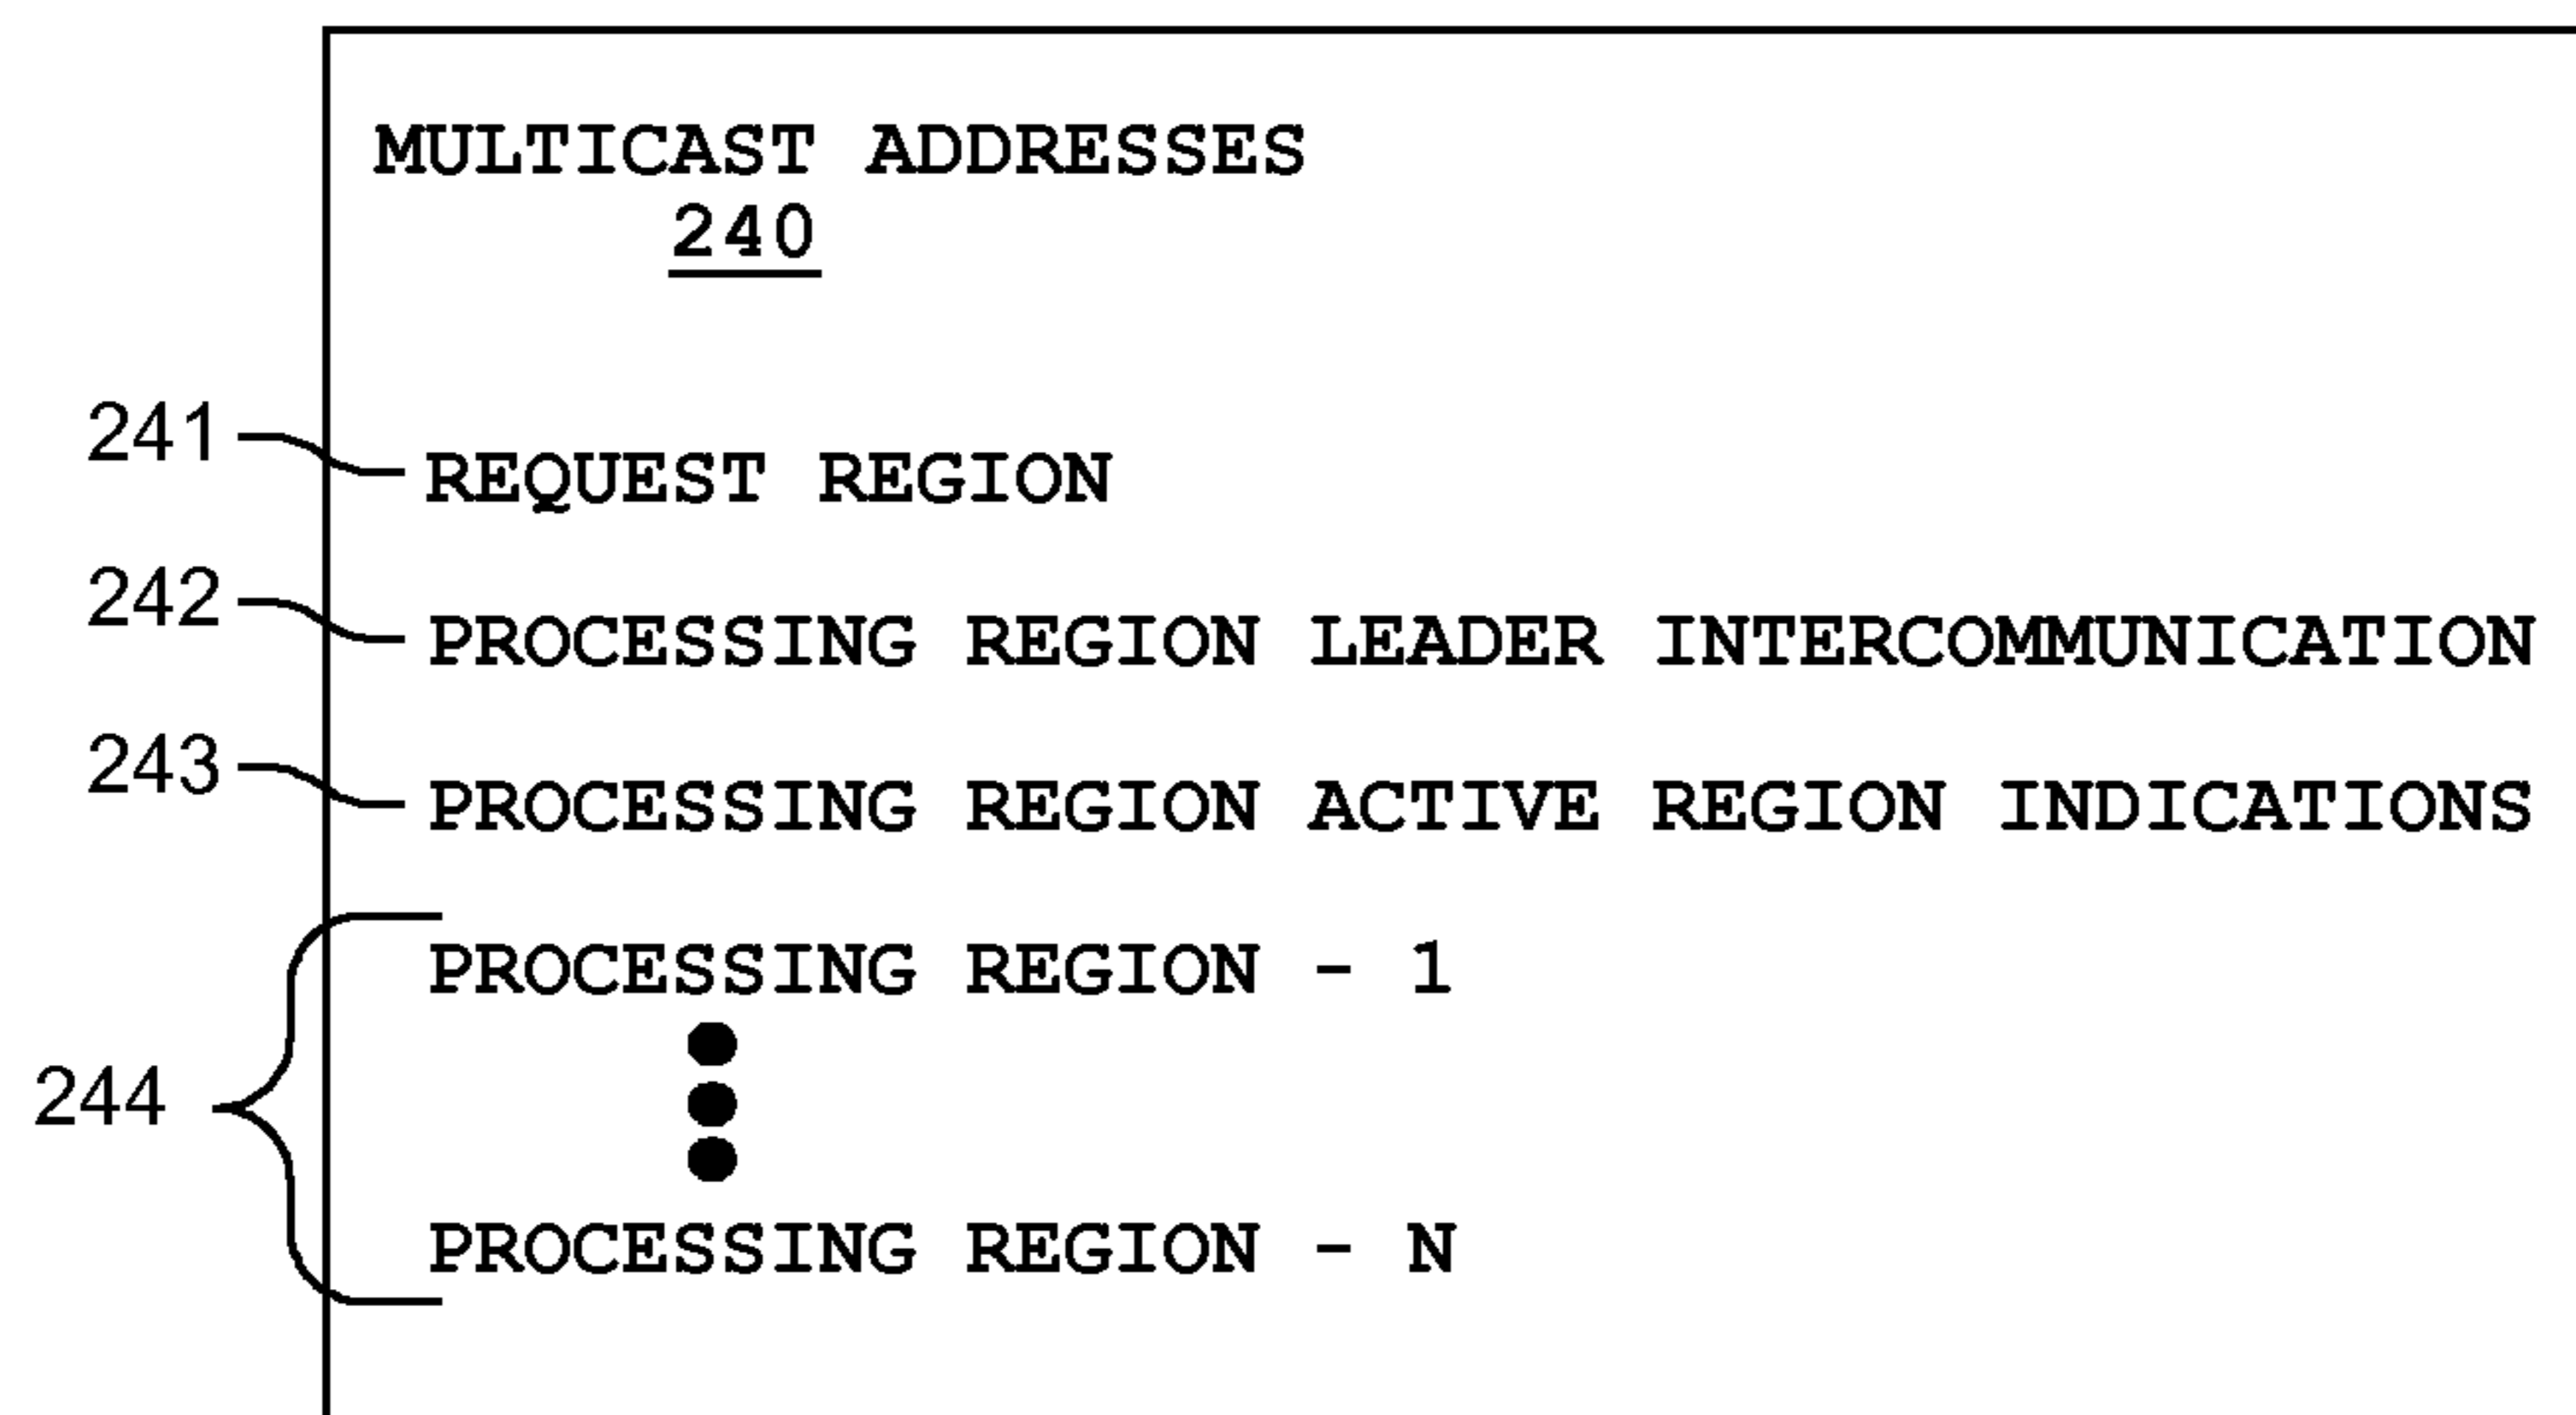 MULTICAST ADDRESSES
240
241 REQUEST REGION
242 PROCESSING REGION LEADER INTERCOMMUNICATION
243 PROCESSING REGION ACTIVE REGION INDICATIONS
PROCESSING REGION - 1
244
PROCESSING REGION - N